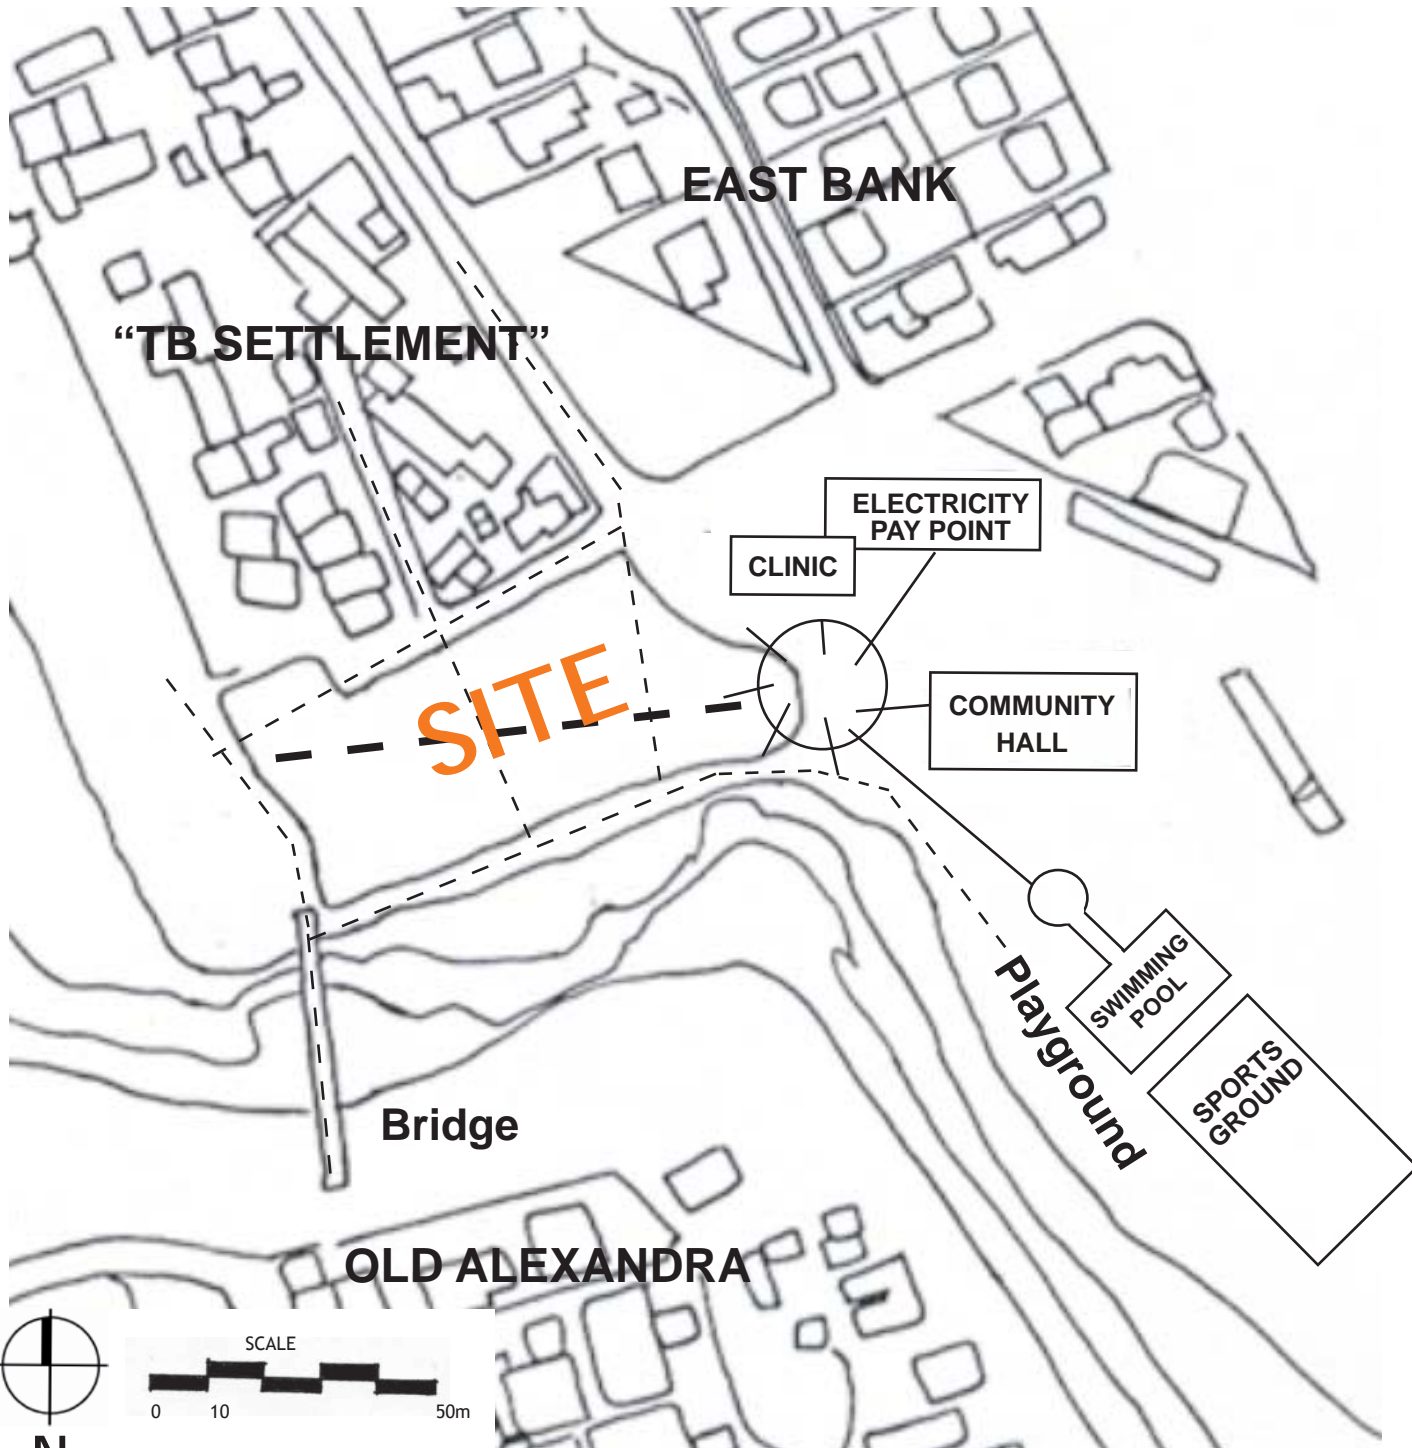 EAST BANK
“TB SETTLEMENT”
ELECTRICITY
PAY POINT
CLINIC
SITE
COMMUNITY
HALL
SWIMMING
POOL
Playground
SPORTS
GROUND
Bridge
OLD ALEXANDRA
SCALE
0 10 50m
N